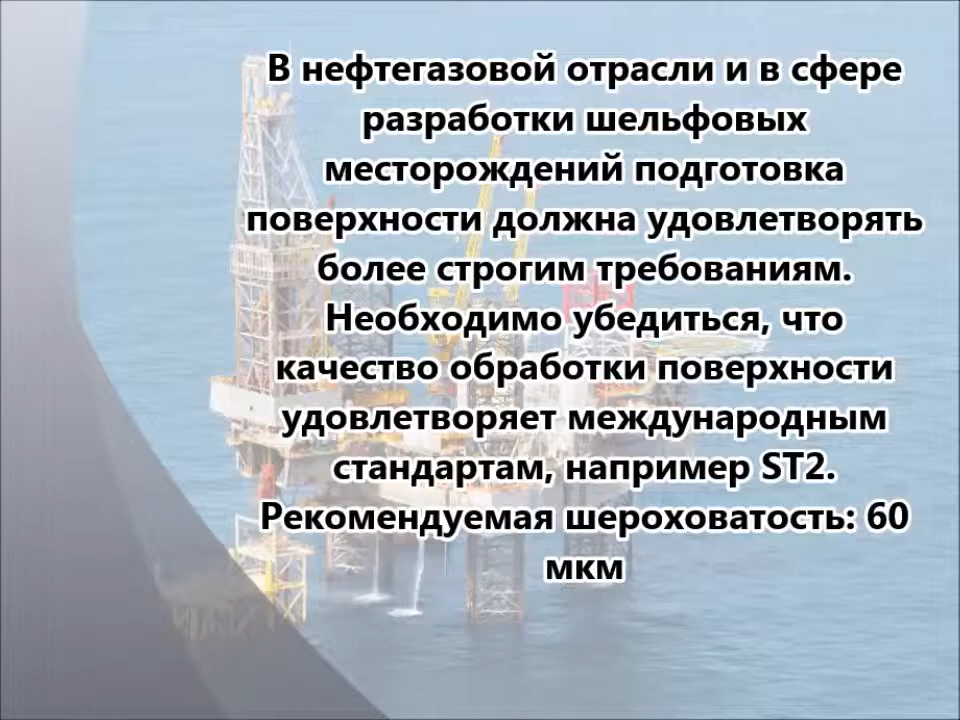 В нефтегазовой отрасли и в сфере
разработки шельфовых
месторождений подготовка
поверхности должна удовлетворять
более строгим требованиям.
Необходимо убедиться, что
качество обработки поверхности
удовлетворяет международным
стандартам, например ST2.
Рекомендуемая шероховатость: 60
мкм